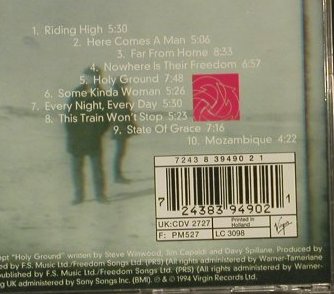 1. Riding High 5:30
2. Here Comes A Man 5:06
3. Far From Home 8:33
4. Nowhere Is Their Freedom 6:57
5. Holy Ground 7:48
6. Some Kinda Woman 5:26
7. Every Night, Every Day 5:30
8. This Train Won't Stop 5:23
9. State Of Grace 7:16
10. Mozambique 4:22
7243 8 39490 2 1
7 24383 94902 1
UK:CDV 2727
F: PM527
Printed in Holland
LC 3098
Virgin
ept "Holy Ground" written by Steve Winwood, Jim Capaldi and Davy Spillane. Produced by
ed by F.S. Music Ltd./Freedom Songs Ltd. (PRS) (All rights administered by Warner-Tamerlane
published by F.S. Music Ltd./Freedom Songs Ltd. (PRS) (All rights administered by Warner-
g UK administered by Sony Songs Inc. (BMI). ℗ & © 1994 Virgin Records Ltd.